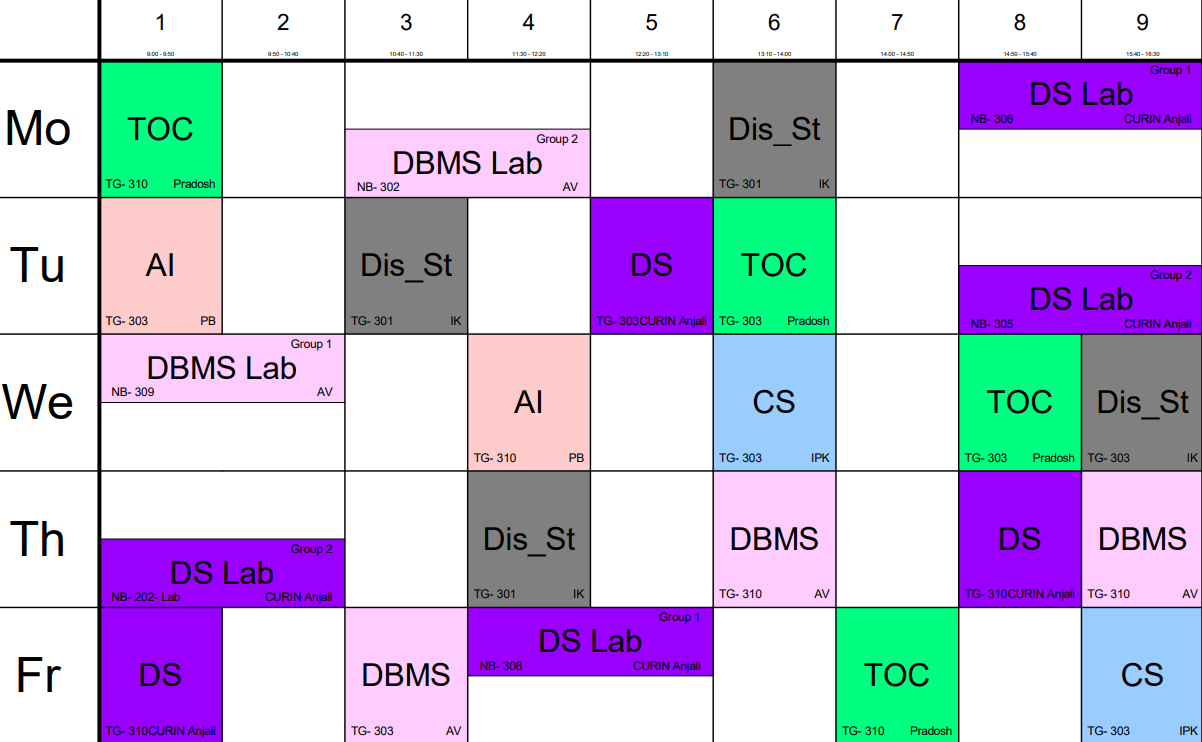 1 2 3 4 5 6 7 8 9
9:00 - 9:50 9:50 - 10:40 10:40 - 11:30 11:30 - 12:20 12:20 - 13:10 13:10 - 14:00 14:00 - 14:50 14:50 - 15:40 15:40 - 16:30
Mo
TOC
TG- 310 Pradosh
Group 2
DBMS Lab
NB- 302 AV
Dis_St
TG- 301 IK
Group 1
DS Lab
NB- 306 CURIN Anjali
Tu
AI
TG- 303 PB
Dis_St
TG- 301 IK
DS
TG- 303CURIN Anjali
TOC
TG- 303 Pradosh
Group 2
DS Lab
NB- 305 CURIN Anjali
We
Group 1
DBMS Lab
NB- 309 AV
AI
TG- 310 PB
CS
TG- 303 IPK
TOC
TG- 303 Pradosh
Dis_St
TG- 303 IK
Th
Group 2
DS Lab
NB- 202- Lab CURIN Anjali
Dis_St
TG- 301 IK
DBMS
TG- 310 AV
DS
TG- 310CURIN Anjali
DBMS
TG- 310 AV
Fr
DS
TG- 310CURIN Anjali
DBMS
TG- 303 AV
Group 1
DS Lab
NB- 308 CURIN Anjali
TOC
TG- 310 Pradosh
CS
TG- 303 IPK